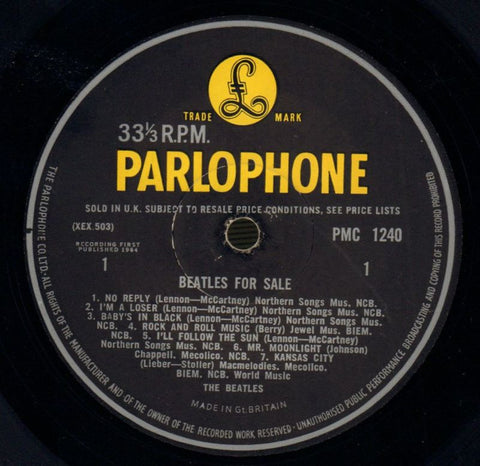 TRADE MARK
33⅓ R.P.M.
PARLOPHONE
SOLD IN U.K. SUBJECT TO RESALE PRICE CONDITIONS, SEE PRICE LISTS
(XEX.503) PMC 1240
RECORDING FIRST
PUBLISHED 1964
1 1
BEATLES FOR SALE
1. NO REPLY (Lennon—McCartney) Northern Songs Mus. NCB.
2. I'M A LOSER (Lennon—McCartney) Northern Songs Mus. NCB.
3. BABY'S IN BLACK (Lennon—McCartney) Northern Songs Mus.
NCB. 4. ROCK AND ROLL MUSIC (Berry) Jewel Mus. BIEM.
NCB. 5. I'LL FOLLOW THE SUN (Lennon—McCartney)
Northern Songs Mus. NCB. 6. MR. MOONLIGHT (Johnson)
Chappell. Mecolico. NCB. 7. KANSAS CITY
(Lieber—Stoller) Macmelodies. Mecolico.
BIEM. NCB. World Music
THE BEATLES
MADE IN Gt. BRITAIN
THE PARLOPHONE CO. LTD. ALL RIGHTS OF THE MANUFACTURER AND OF THE OWNER OF THE RECORDED WORK RESERVED · UNAUTHORISED PUBLIC PERFORMANCE BROADCASTING AND COPYING OF THIS RECORD PROHIBITED